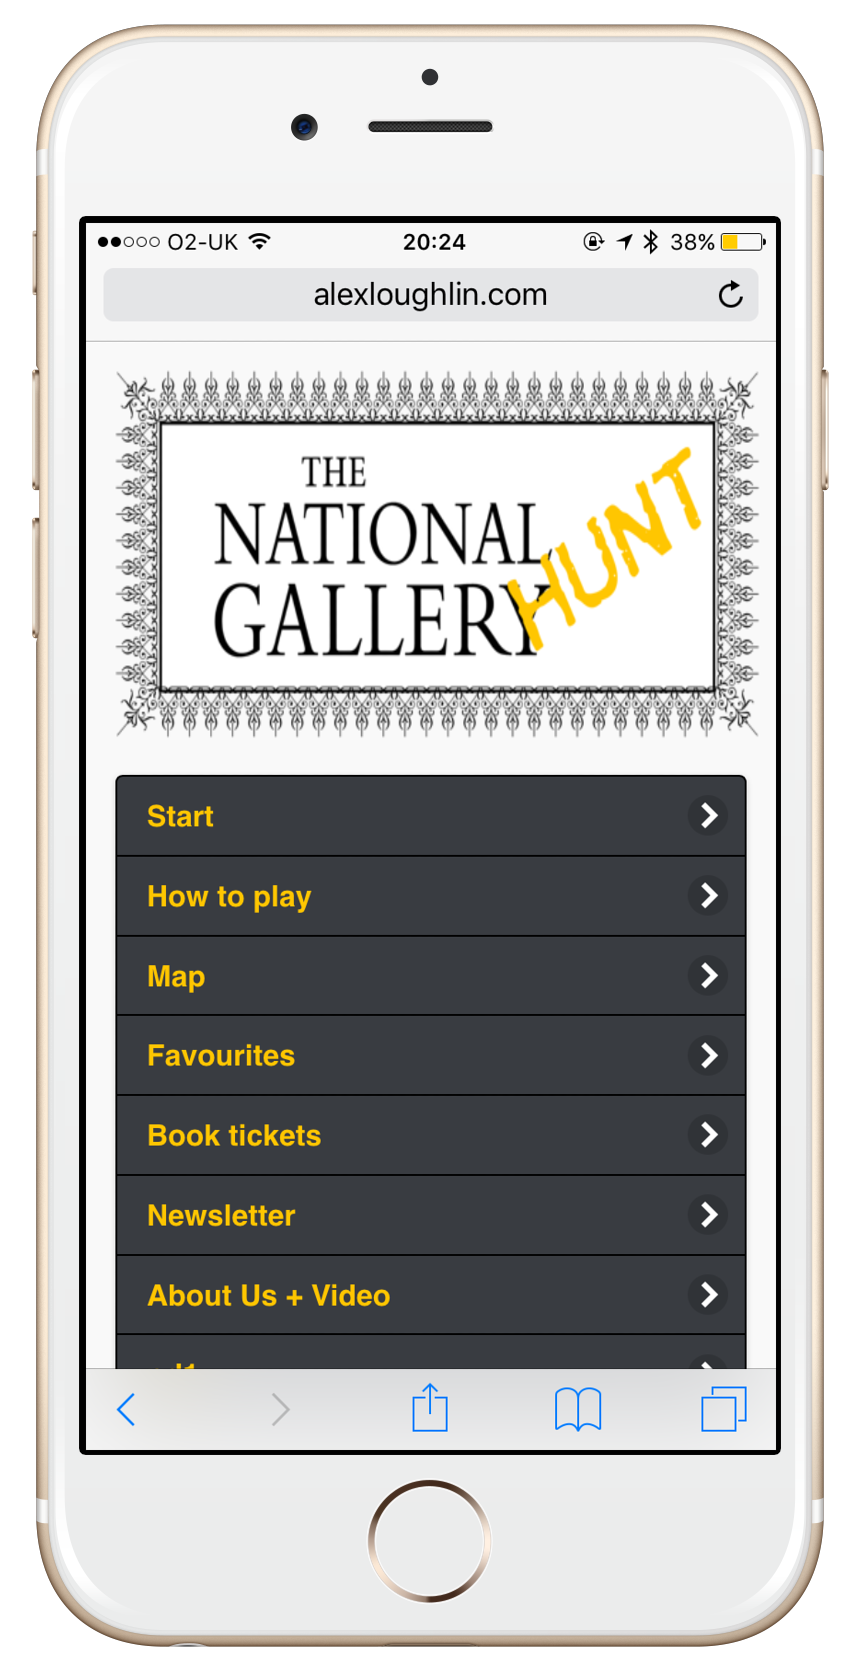 O2-UK 20:24 38%
alexloughlin.com
THE
NATIONAL
GALLERY
HUNT
Start
How to play
Map
Favourites
Book tickets
Newsletter
About Us + Video